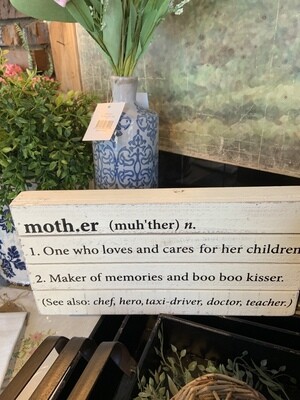 moth.er (muh'ther) n.
1. One who loves and cares for her children
2. Maker of memories and boo boo kisser.
(See also: chef, hero, taxi-driver, doctor, teacher.)